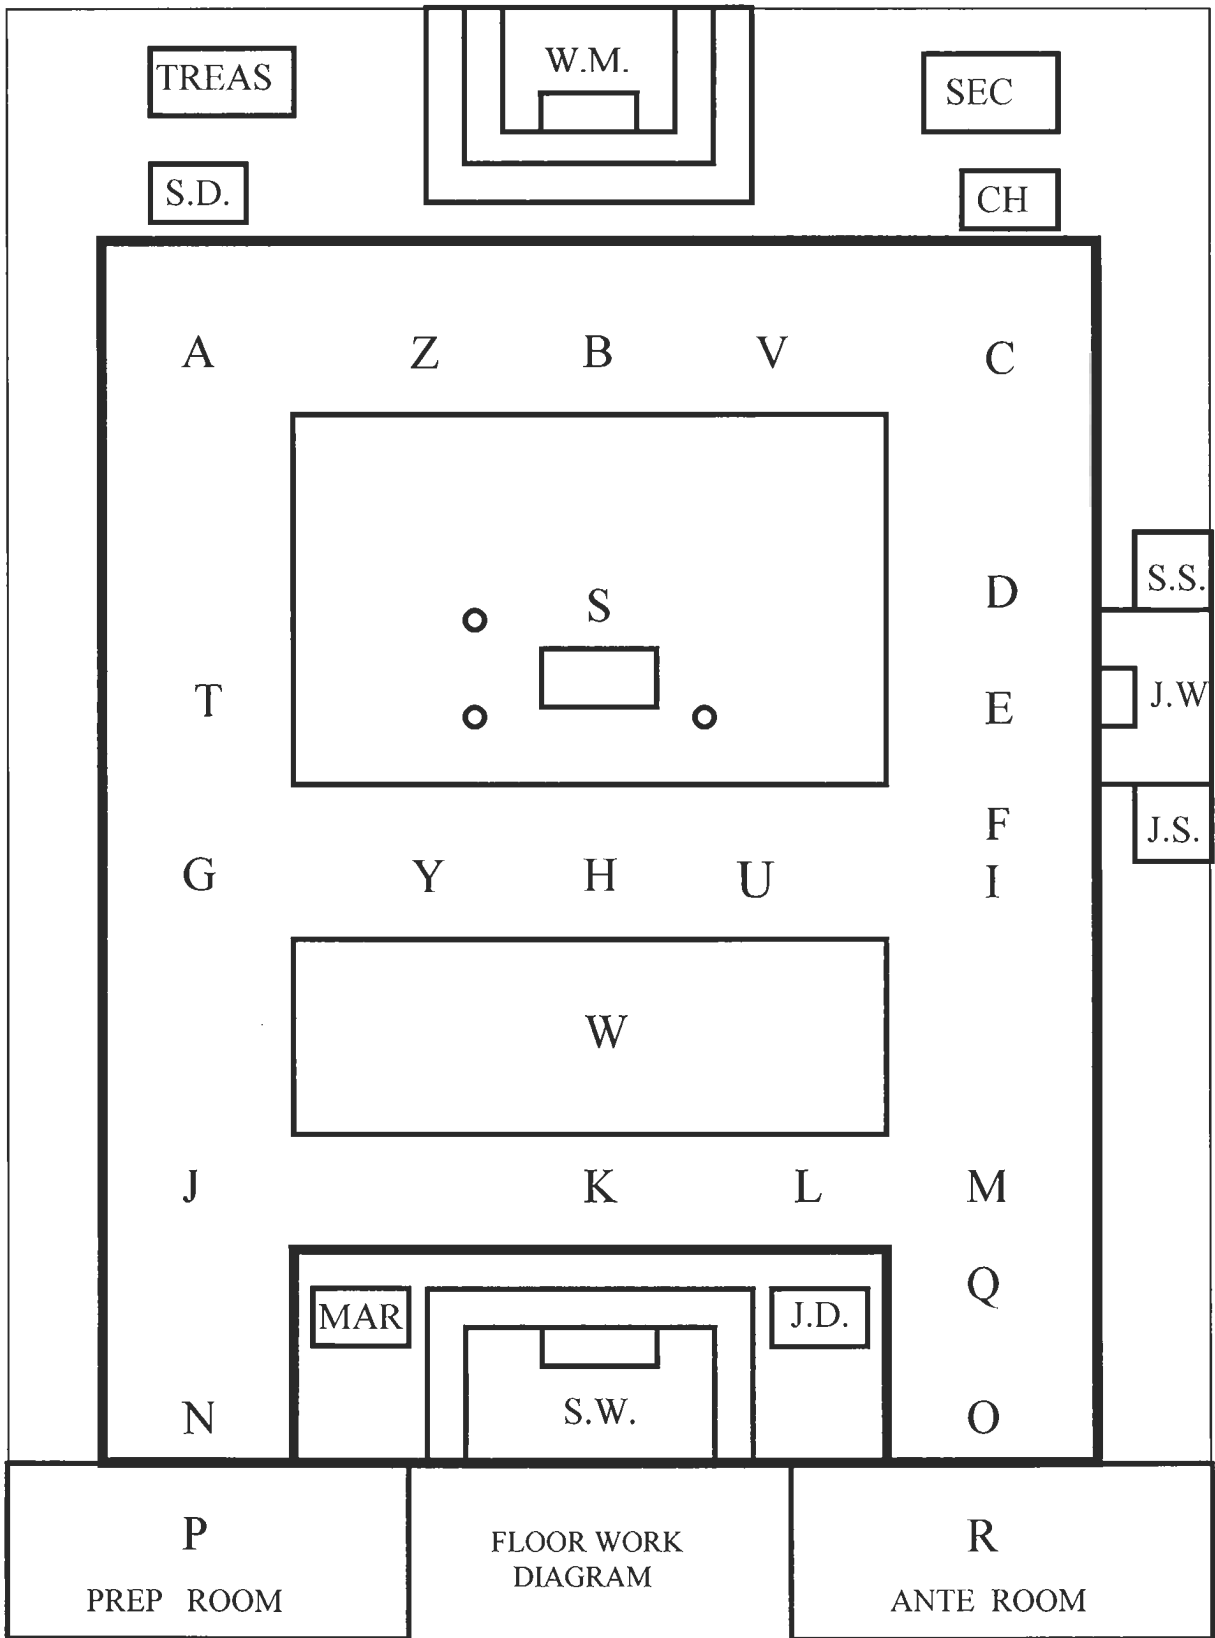 W.M.
TREAS
SEC
S.D.
CH
A Z B V C
S.S.
D
S
T
E
J.W
F
J.S.
G Y H U I
W
J K L M
Q
MAR
J.D.
S.W.
N
O
P
R
FLOOR WORK
DIAGRAM
PREP ROOM
ANTE ROOM